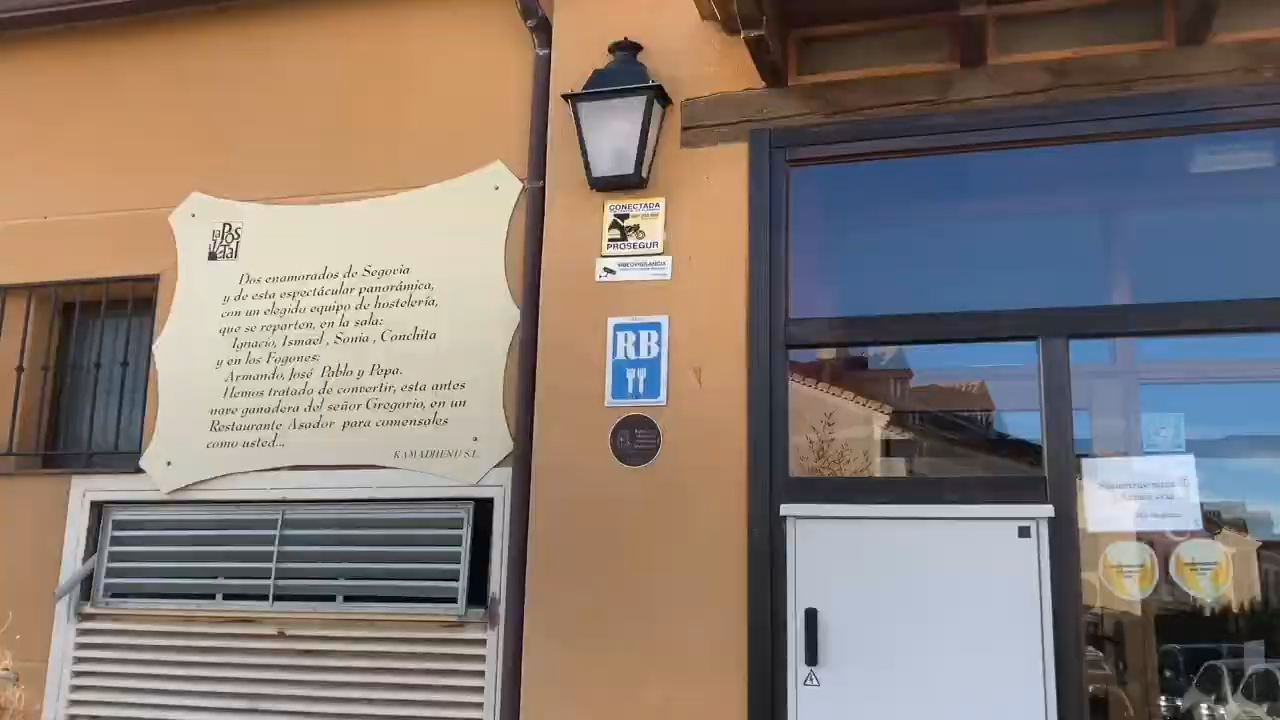 la Postal
Dos enamorados de Segovia
y de esta espectácular panorámica,
con un elegido equipo de hostelería,
que se reparten, en la sala:
Ignacio, Ismael, Sonia, Conchita
y en los Fogones:
Armando, José Pablo y Pepa.
Hemos tratado de convertir, esta antes
nave ganadera del señor Gregorio, en un
Restaurante Asador para comensales
como usted...
KAMADHENU S.L.
CONECTADA
PROSEGUR
VIDEOVIGILANCIA
RB